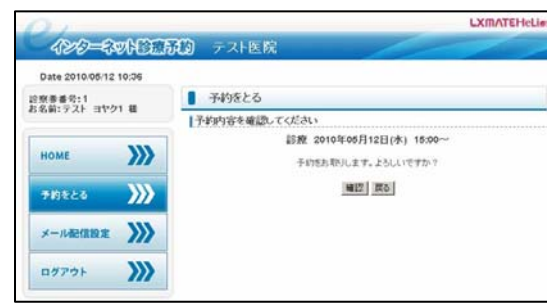 LXMATEHeLios
インターネット診療予約 テスト医院
Date 2010/05/12 10:06
診察券番号:1
お名前:テスト ヨヤク1 様
予約をとる
予約内容を確認してください
診療 2010年05月12日(水) 15:00~
予約をお取りします。よろしいですか?
確認 戻る
HOME
予約をとる
メール配信設定
ログアウト